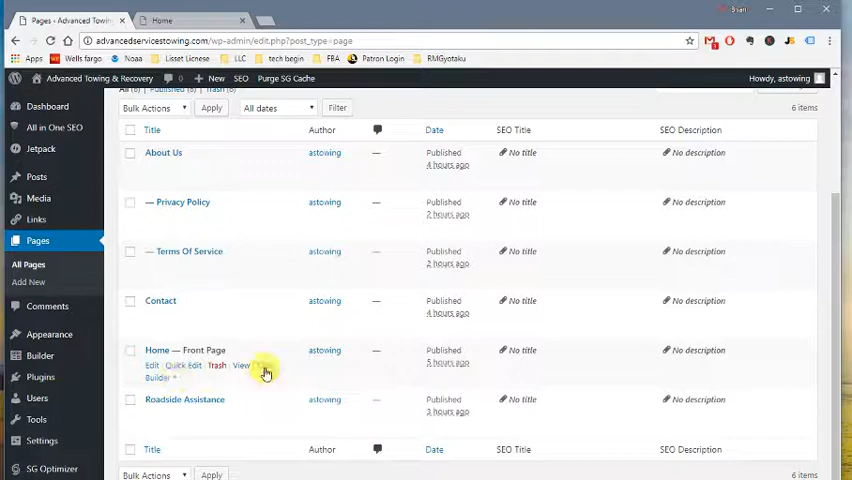 Brian
Pages ‹ Advanced Towing × Home ×
advancedservicestowing.com/wp-admin/edit.php?post_type=page
Apps Wells fargo Noaa Lisset Licenese LLC tech begin FBA Patron Login RMGyotaku
Advanced Towing & Recovery 0 + New SEO Purge SG Cache Howdy, astowing
Dashboard
All in One SEO
Jetpack
Posts
Media
Links
Pages
All Pages
Add New
Comments
Appearance
Builder
Plugins
Users
Tools
Settings
SG Optimizer
All (6) Published (6) Trash (6)
Bulk Actions Apply All dates Filter 6 items
Title Author Date SEO Title SEO Description
About Us astowing — Published No title No description
4 hours ago
— Privacy Policy astowing — Published No title No description
2 hours ago
— Terms Of Service astowing — Published No title No description
2 hours ago
Contact astowing — Published No title No description
4 hours ago
Home — Front Page astowing — Published No title No description
Edit Quick Edit Trash View 5 hours ago
Builder
Roadside Assistance astowing — Published No title No description
3 hours ago
Title Author Date SEO Title SEO Description
Bulk Actions Apply 6 items